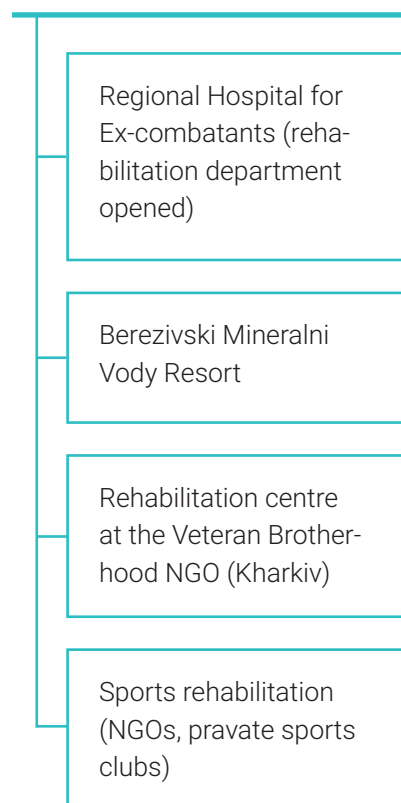 Regional Hospital for
Ex-combatants (reha-
bilitation department
opened)
Berezivski Mineralni
Vody Resort
Rehabilitation centre
at the Veteran Brother-
hood NGO (Kharkiv)
Sports rehabilitation
(NGOs, pravate sports
clubs)